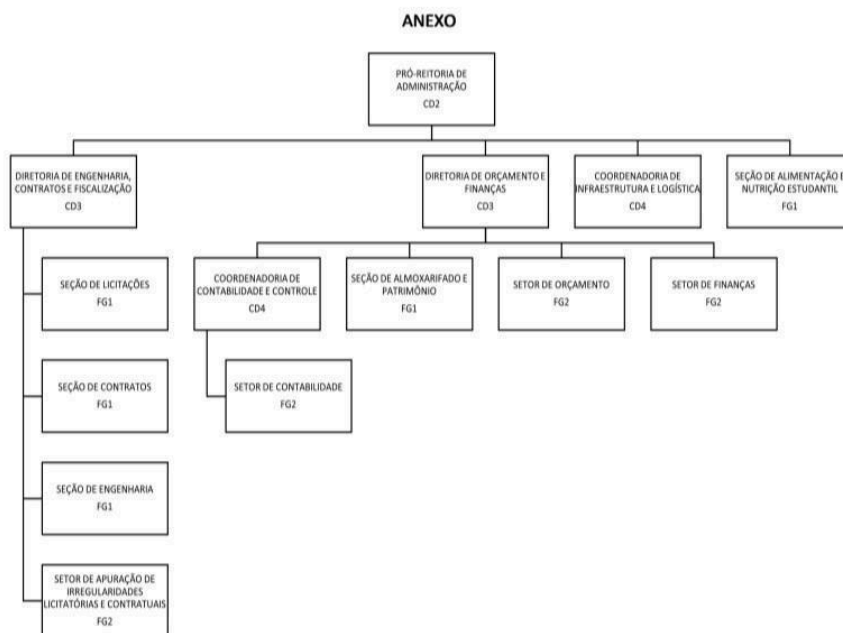 ANEXO
PRÓ-REITORIA DE
ADMINISTRAÇÃO
CD2
DIRETORIA DE ENGENHARIA,
CONTRATOS E FISCALIZAÇÃO
CD3
DIRETORIA DE ORÇAMENTO E
FINANÇAS
CD3
COORDENADORIA DE
INFRAESTRUTURA E LOGÍSTICA
CD4
SEÇÃO DE ALIMENTAÇÃO E
NUTRIÇÃO ESTUDANTIL
FG1
SEÇÃO DE LICITAÇÕES
FG1
COORDENADORIA DE
CONTABILIDADE E CONTROLE
CD4
SEÇÃO DE ALMOXARIFADO E
PATRIMÔNIO
FG1
SETOR DE ORÇAMENTO
FG2
SETOR DE FINANÇAS
FG2
SEÇÃO DE CONTRATOS
FG1
SETOR DE CONTABILIDADE
FG2
SEÇÃO DE ENGENHARIA
FG1
SETOR DE APURAÇÃO DE
IRREGULARIDADES
LICITATÓRIAS E CONTRATUAIS
FG2